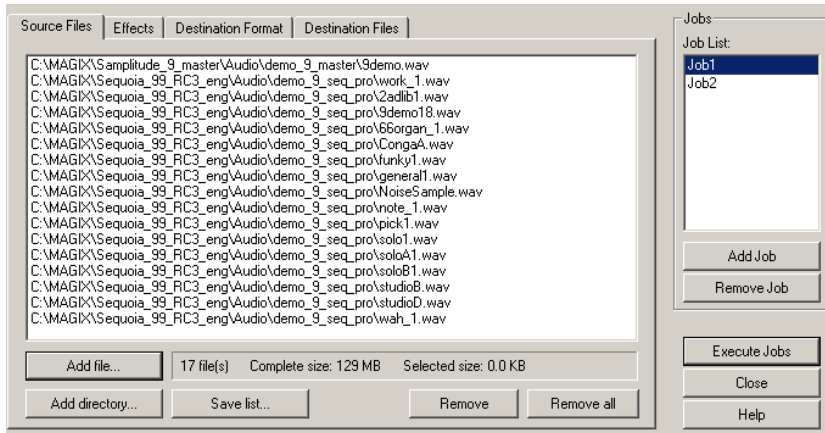 Source Files Effects Destination Format Destination Files
C:\MAGIX\Samplitude_9_master\Audio\demo_9_master\9demo.wav
C:\MAGIX\Sequoia_99_RC3_eng\Audio\demo_9_seq_pro\work_1.wav
C:\MAGIX\Sequoia_99_RC3_eng\Audio\demo_9_seq_pro\2adlib1.wav
C:\MAGIX\Sequoia_99_RC3_eng\Audio\demo_9_seq_pro\9demo18.wav
C:\MAGIX\Sequoia_99_RC3_eng\Audio\demo_9_seq_pro\66organ_1.wav
C:\MAGIX\Sequoia_99_RC3_eng\Audio\demo_9_seq_pro\CongaA.wav
C:\MAGIX\Sequoia_99_RC3_eng\Audio\demo_9_seq_pro\funky1.wav
C:\MAGIX\Sequoia_99_RC3_eng\Audio\demo_9_seq_pro\general1.wav
C:\MAGIX\Sequoia_99_RC3_eng\Audio\demo_9_seq_pro\NoiseSample.wav
C:\MAGIX\Sequoia_99_RC3_eng\Audio\demo_9_seq_pro\note_1.wav
C:\MAGIX\Sequoia_99_RC3_eng\Audio\demo_9_seq_pro\pick1.wav
C:\MAGIX\Sequoia_99_RC3_eng\Audio\demo_9_seq_pro\solo1.wav
C:\MAGIX\Sequoia_99_RC3_eng\Audio\demo_9_seq_pro\soloA1.wav
C:\MAGIX\Sequoia_99_RC3_eng\Audio\demo_9_seq_pro\soloB1.wav
C:\MAGIX\Sequoia_99_RC3_eng\Audio\demo_9_seq_pro\studioB.wav
C:\MAGIX\Sequoia_99_RC3_eng\Audio\demo_9_seq_pro\studioD.wav
C:\MAGIX\Sequoia_99_RC3_eng\Audio\demo_9_seq_pro\wah_1.wav
Add file... 17 file(s) Complete size: 129 MB Selected size: 0.0 KB
Add directory... Save list... Remove Remove all
Jobs
Job List:
Job1
Job2
Add Job
Remove Job
Execute Jobs
Close
Help